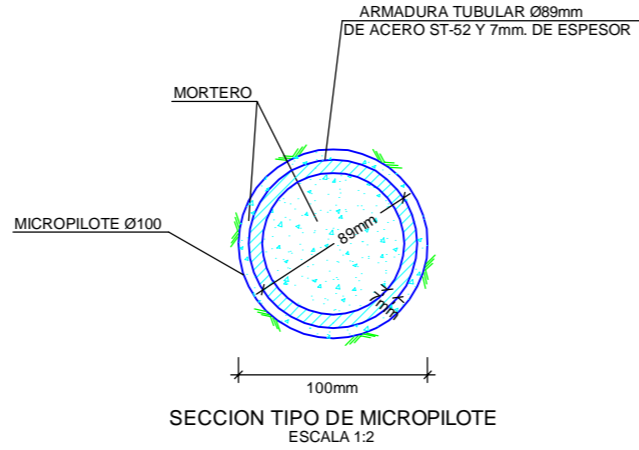 ARMADURA TUBULAR Ø89mm
DE ACERO ST-52 Y 7mm. DE ESPESOR
MORTERO
MICROPILOTE Ø100
89mm
7mm
100mm
SECCION TIPO DE MICROPILOTE
ESCALA 1:2